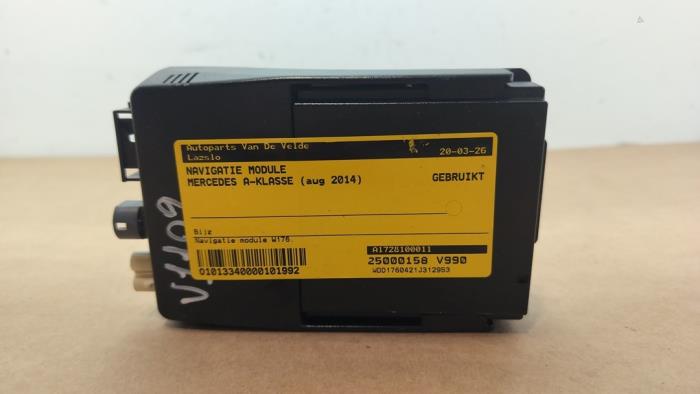 Autoparts Van De Velde
Lazslo
20-03-26
NAVIGATIE MODULE
MERCEDES A-KLASSE (aug 2014)
GEBRUIKT
Bijz
Navigatie module W176.
A1728100011
25000158 V990
01013340000101992
WDD1760421J312953
V1109